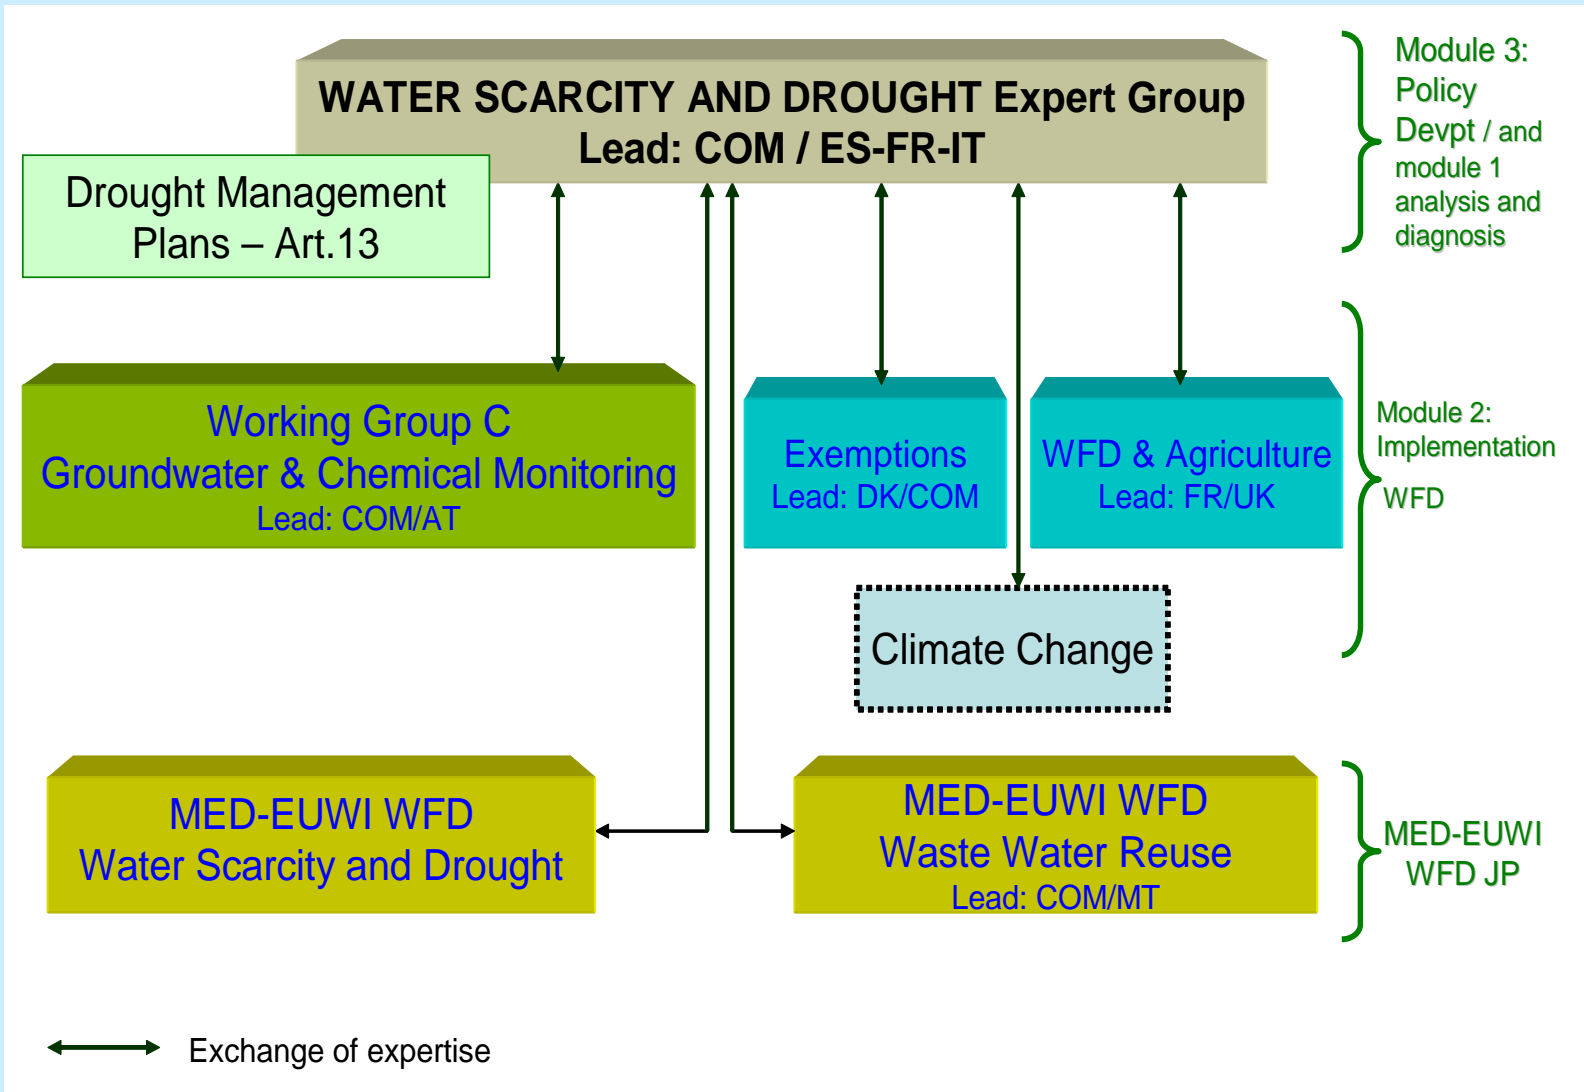 WATER SCARCITY AND DROUGHT Expert Group
Lead: COM / ES-FR-IT
Drought Management
Plans – Art.13
Module 3:
Policy
Devpt / and
module 1
analysis and
diagnosis
Working Group C
Groundwater & Chemical Monitoring
Lead: COM/AT
Exemptions
Lead: DK/COM
WFD & Agriculture
Lead: FR/UK
Module 2:
Implementation
WFD
Climate Change
MED-EUWI WFD
Water Scarcity and Drought
MED-EUWI WFD
Waste Water Reuse
Lead: COM/MT
MED-EUWI
WFD JP
Exchange of expertise